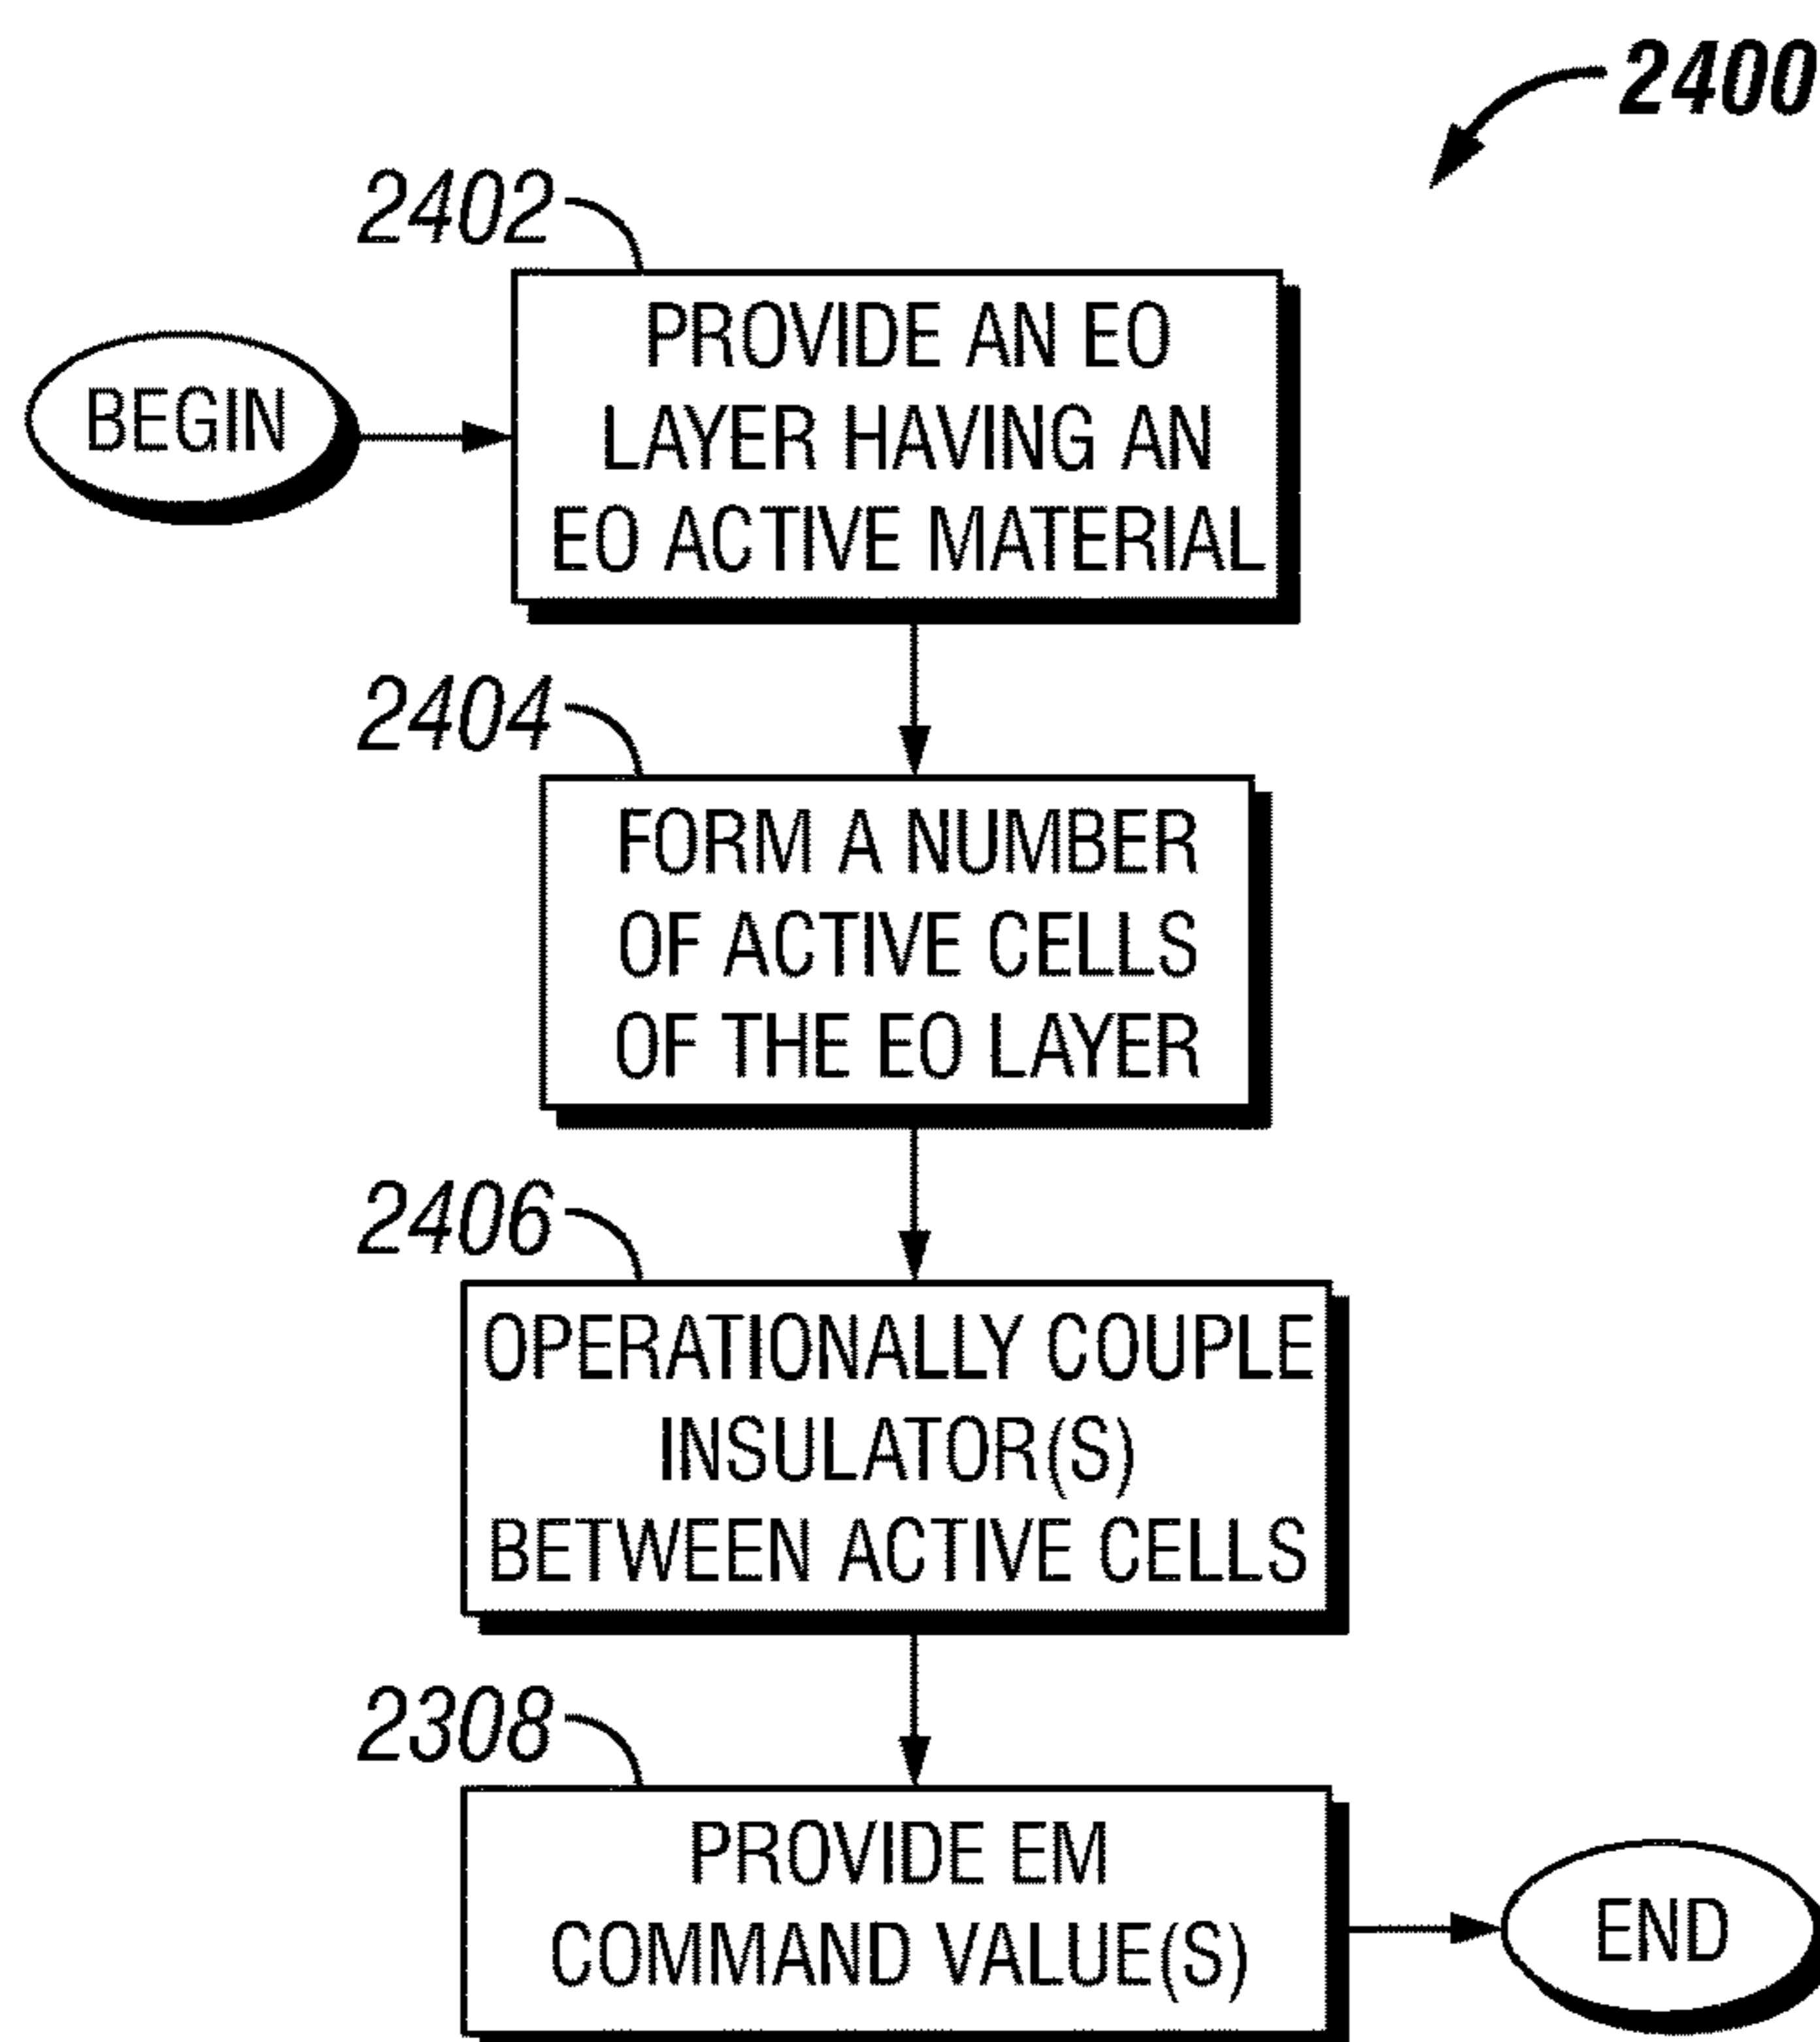 2400
2402
BEGIN
PROVIDE AN EO
LAYER HAVING AN
EO ACTIVE MATERIAL
2404
FORM A NUMBER
OF ACTIVE CELLS
OF THE EO LAYER
2406
OPERATIONALLY COUPLE
INSULATOR(S)
BETWEEN ACTIVE CELLS
2308
PROVIDE EM
COMMAND VALUE(S)
END